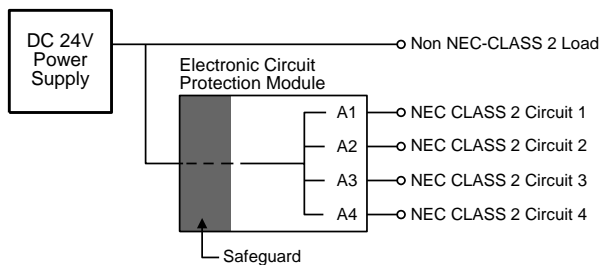 DC 24V
Power
Supply
Non NEC-CLASS 2 Load
Electronic Circuit
Protection Module
A1
NEC CLASS 2 Circuit 1
A2
NEC CLASS 2 Circuit 2
A3
NEC CLASS 2 Circuit 3
A4
NEC CLASS 2 Circuit 4
Safeguard